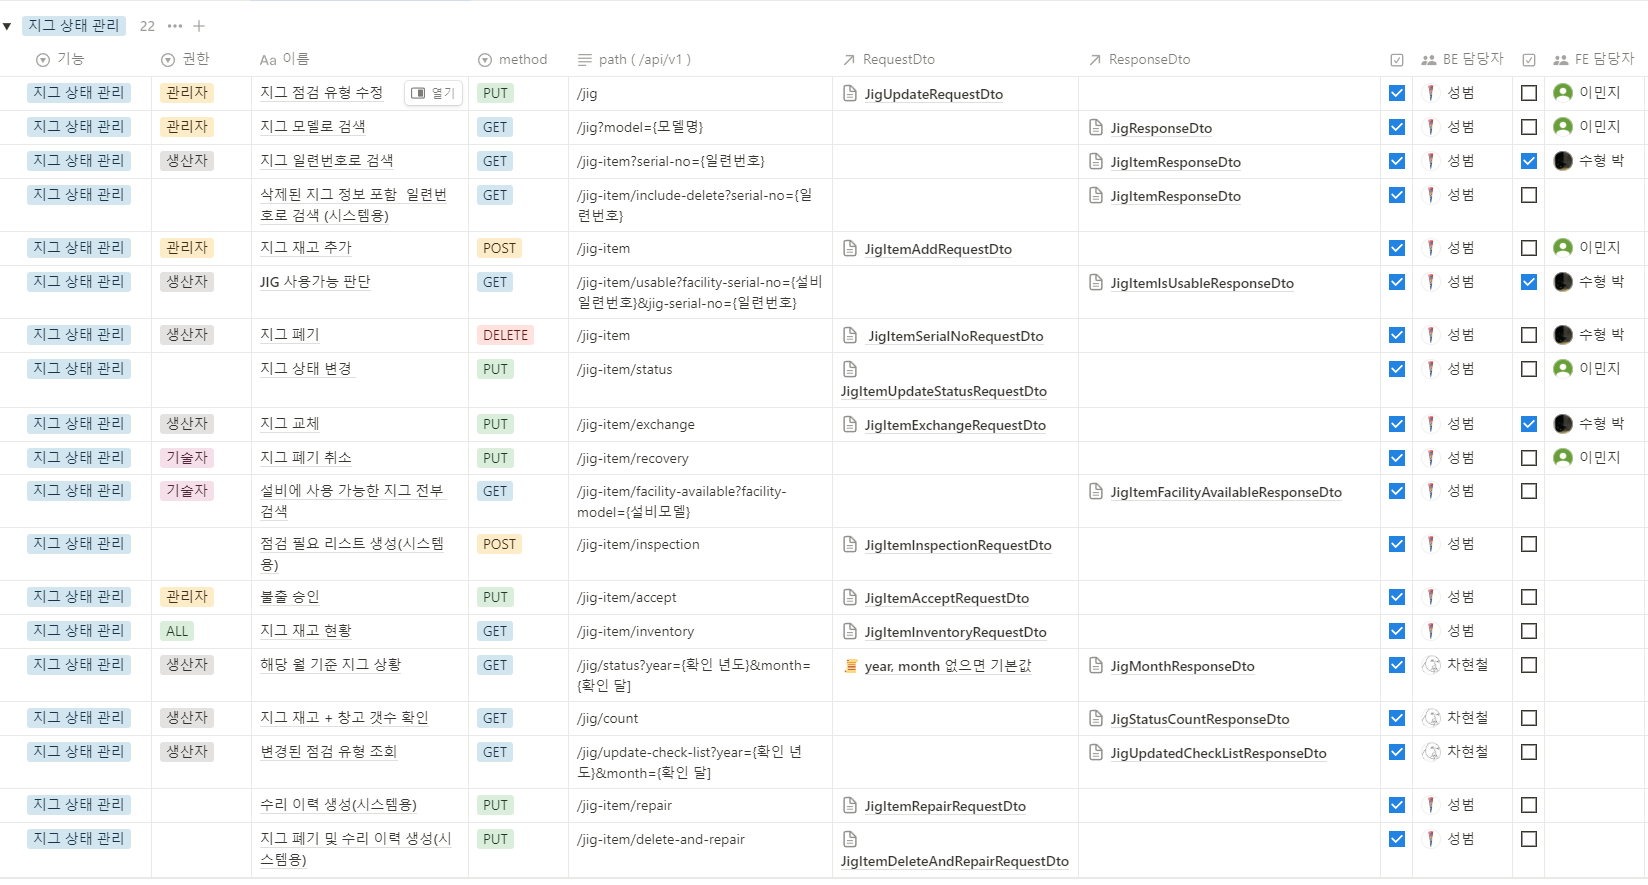 지그 상태 관리 22
기능 권한 Aa 이름 method path ( /api/v1 ) RequestDto ResponseDto BE 담당자 FE 담당자
지그 상태 관리 관리자 지그 점검 유형 수정 열기 PUT /jig JigUpdateRequestDto 성범 이민지
지그 상태 관리 관리자 지그 모델로 검색 GET /jig?model={모델명} JigResponseDto 성범 이민지
지그 상태 관리 생산자 지그 일련번호로 검색 GET /jig-item?serial-no={일련번호} JigItemResponseDto 성범 수형 박
지그 상태 관리 삭제된 지그 정보 포함 일련번 GET /jig-item/include-delete?serial-no={일 JigItemResponseDto 성범
호로 검색 (시스템용) 련번호}
지그 상태 관리 관리자 지그 재고 추가 POST /jig-item JigItemAddRequestDto 성범 이민지
지그 상태 관리 생산자 JIG 사용가능 판단 GET /jig-item/usable?facility-serial-no={설비 JigItemIsUsableResponseDto 성범 수형 박
일련번호}&jig-serial-no={일련번호}
지그 상태 관리 생산자 지그 폐기 DELETE /jig-item JigItemSerialNoRequestDto 성범 수형 박
지그 상태 관리 지그 상태 변경 PUT /jig-item/status 성범 이민지
JigItemUpdateStatusRequestDto
지그 상태 관리 생산자 지그 교체 PUT /jig-item/exchange JigItemExchangeRequestDto 성범 수형 박
지그 상태 관리 기술자 지그 폐기 취소 PUT /jig-item/recovery 성범 이민지
지그 상태 관리 기술자 설비에 사용 가능한 지그 전부 GET /jig-item/facility-available?facility- JigItemFacilityAvailableResponseDto 성범
검색 model={설비모델}
지그 상태 관리 점검 필요 리스트 생성(시스템 POST /jig-item/inspection JigItemInspectionRequestDto 성범
용)
지그 상태 관리 관리자 불출 승인 PUT /jig-item/accept JigItemAcceptRequestDto 성범
지그 상태 관리 ALL 지그 재고 현황 GET /jig-item/inventory JigItemInventoryRequestDto 성범
지그 상태 관리 생산자 해당 월 기준 지그 상황 GET /jig/status?year={확인 년도}&month= year, month 없으면 기본값 JigMonthResponseDto 차현철
{확인 달]
지그 상태 관리 생산자 지그 재고 + 창고 갯수 확인 GET /jig/count JigStatusCountResponseDto 차현철
지그 상태 관리 생산자 변경된 점검 유형 조회 GET /jig/update-check-list?year={확인 년 JigUpdatedCheckListResponseDto 차현철
도}&month={확인 달]
지그 상태 관리 수리 이력 생성(시스템용) PUT /jig-item/repair JigItemRepairRequestDto 성범
지그 상태 관리 지그 폐기 및 수리 이력 생성(시 PUT /jig-item/delete-and-repair 성범
스템용) JigItemDeleteAndRepairRequestDto